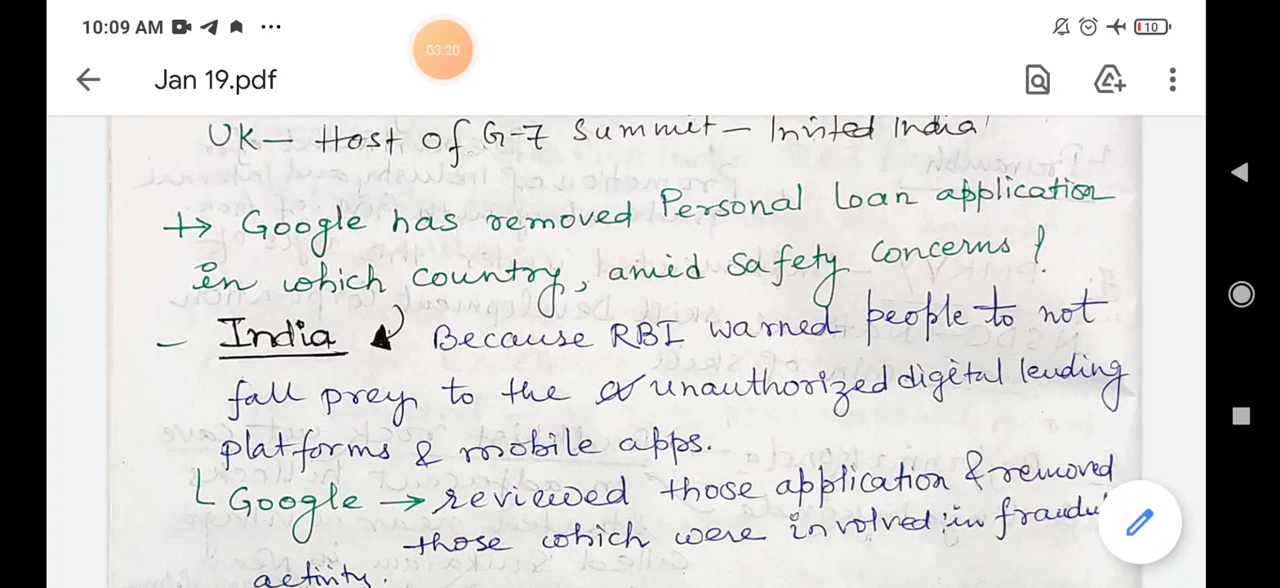 10:09 AM ...
03:20
10
Jan 19.pdf
UK — Host of G-7 Summit — Invited India
Google has removed Personal loan application
in which country, amid safety concerns?
- India Because RBI warned people to not
fall prey to the unauthorized digital lending
platforms & mobile apps.
Google → reviewed those application & removed
those which were involved in fraudu
activity.